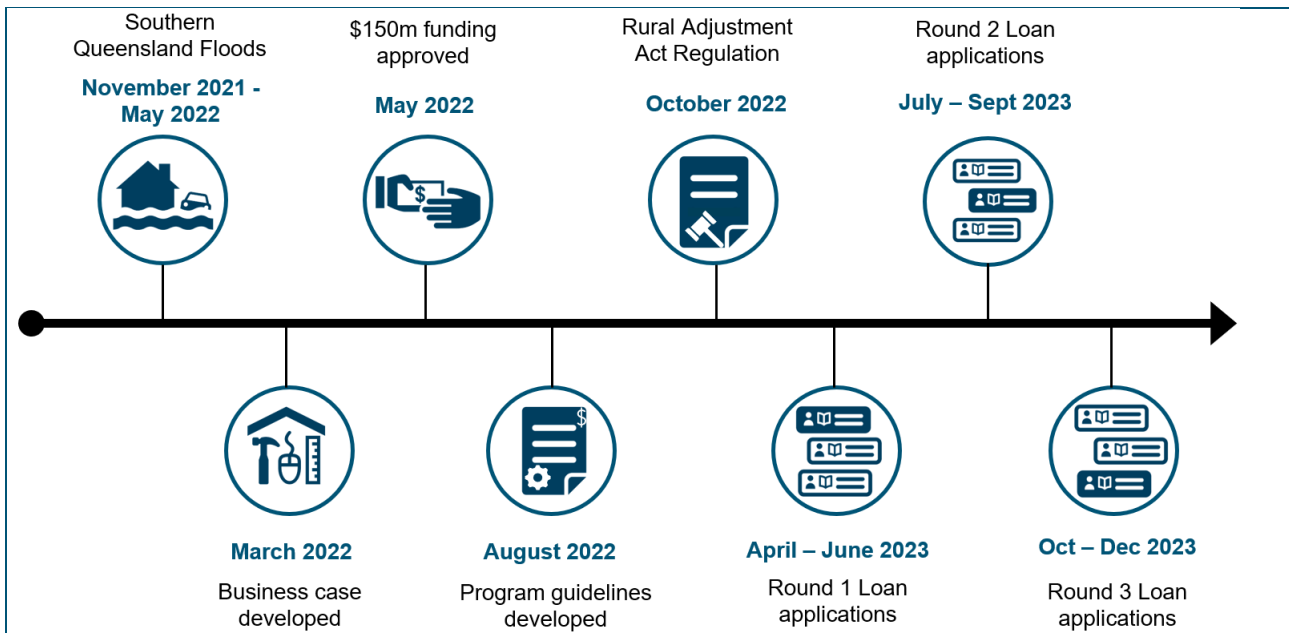 Southern
Queensland Floods
November 2021 -
May 2022
$150m funding
approved
May 2022
Rural Adjustment
Act Regulation
October 2022
Round 2 Loan
applications
July – Sept 2023
$
$
March 2022
Business case
developed
August 2022
Program guidelines
developed
April – June 2023
Round 1 Loan
applications
Oct – Dec 2023
Round 3 Loan
applications